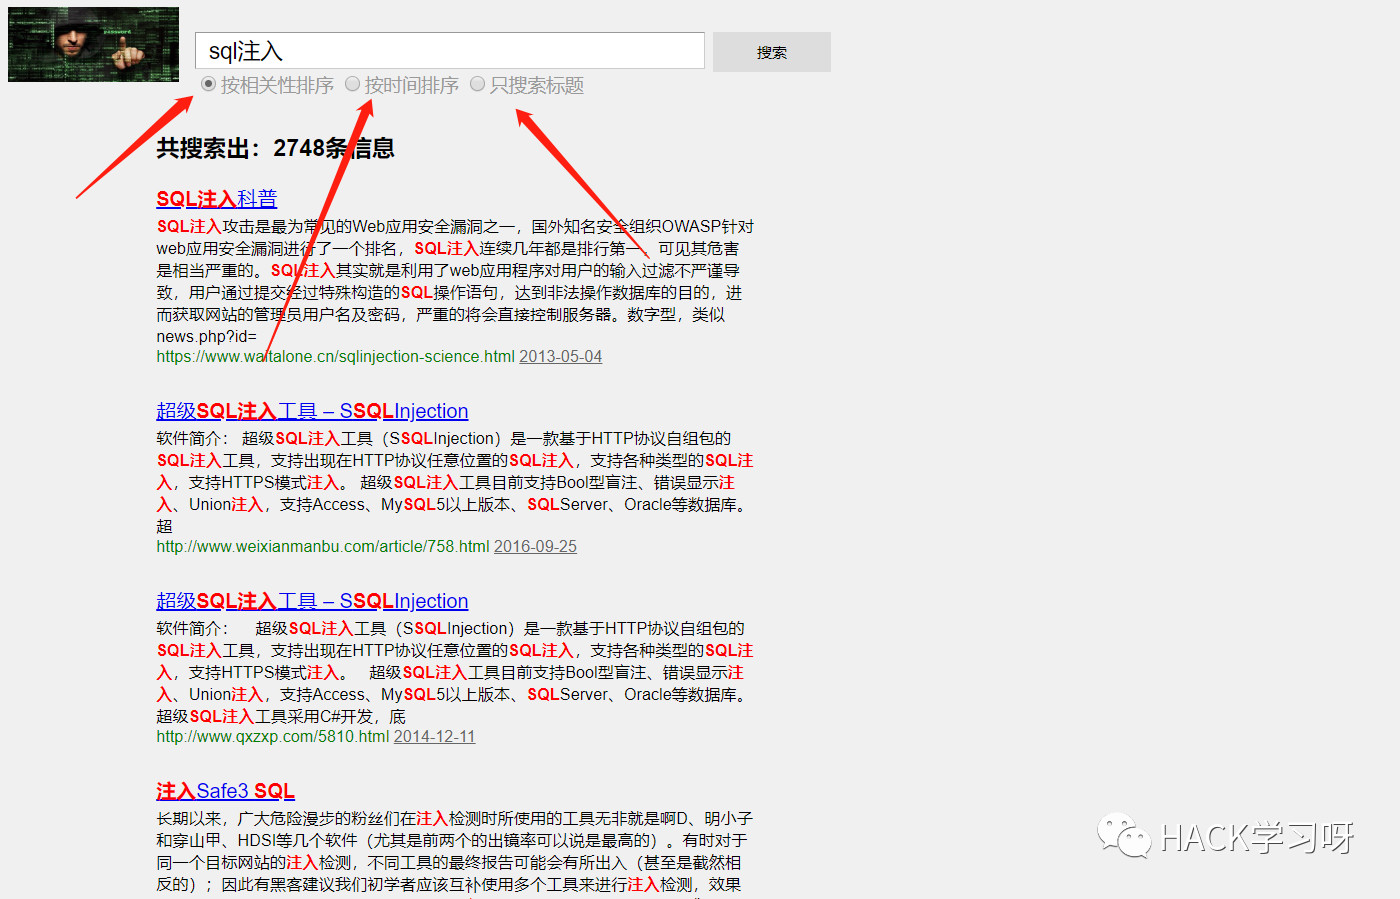 password
sql注入
搜索
按相关性排序 按时间排序 只搜索标题
共搜索出：2748条信息
SQL注入科普
SQL注入攻击是最为常见的Web应用安全漏洞之一，国外知名安全组织OWASP针对
web应用安全漏洞进行了一个排名，SQL注入连续几年都是排行第一，可见其危害
是相当严重的。SQL注入其实就是利用了web应用程序对用户的输入过滤不严谨导
致，用户通过提交经过特殊构造的SQL操作语句，达到非法操作数据库的目的，进
而获取网站的管理员用户名及密码，严重的将会直接控制服务器。数字型，类似
news.php?id=
https://www.waitalone.cn/sqlinjection-science.html 2013-05-04
超级SQL注入工具 – SSQLInjection
软件简介： 超级SQL注入工具（SSQLInjection）是一款基于HTTP协议自组包的
SQL注入工具，支持出现在HTTP协议任意位置的SQL注入，支持各种类型的SQL注
入，支持HTTPS模式注入。 超级SQL注入工具目前支持Bool型盲注、错误显示注
入、Union注入，支持Access、MySQL5以上版本、SQLServer、Oracle等数据库。
超
http://www.weixianmanbu.com/article/758.html 2016-09-25
超级SQL注入工具 – SSQLInjection
软件简介： 超级SQL注入工具（SSQLInjection）是一款基于HTTP协议自组包的
SQL注入工具，支持出现在HTTP协议任意位置的SQL注入，支持各种类型的SQL注
入，支持HTTPS模式注入。 超级SQL注入工具目前支持Bool型盲注、错误显示注
入、Union注入，支持Access、MySQL5以上版本、SQLServer、Oracle等数据库。
超级SQL注入工具采用C#开发，底
http://www.qxzxp.com/5810.html 2014-12-11
注入Safe3 SQL
长期以来，广大危险漫步的粉丝们在注入检测时所使用的工具无非就是啊D、明小子
和穿山甲、HDSI等几个软件（尤其是前两个的出镜率可以说是最高的）。有时对于
同一个目标网站的注入检测，不同工具的最终报告可能会有所出入（甚至是截然相
反的）；因此有黑客建议我们初学者应该互补使用多个工具来进行注入检测，效果
HACK学习呀